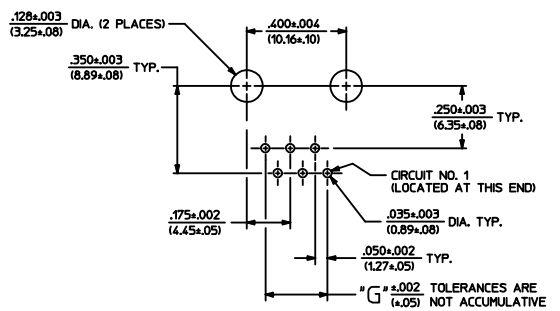 .128±.003
(3.25±.08) DIA. (2 PLACES)
.400±.004
(10.16±.10)
.350±.003
(8.89±.08) TYP.
.250±.003
(6.35±.08) TYP.
CIRCUIT NO. 1
(LOCATED AT THIS END)
.175±.002
(4.45±.05)
.035±.003
(0.89±.08) DIA. TYP.
.050±.002
(1.27±.05) TYP.
"G" ±.002
(±.05) TOLERANCES ARE
NOT ACCUMULATIVE